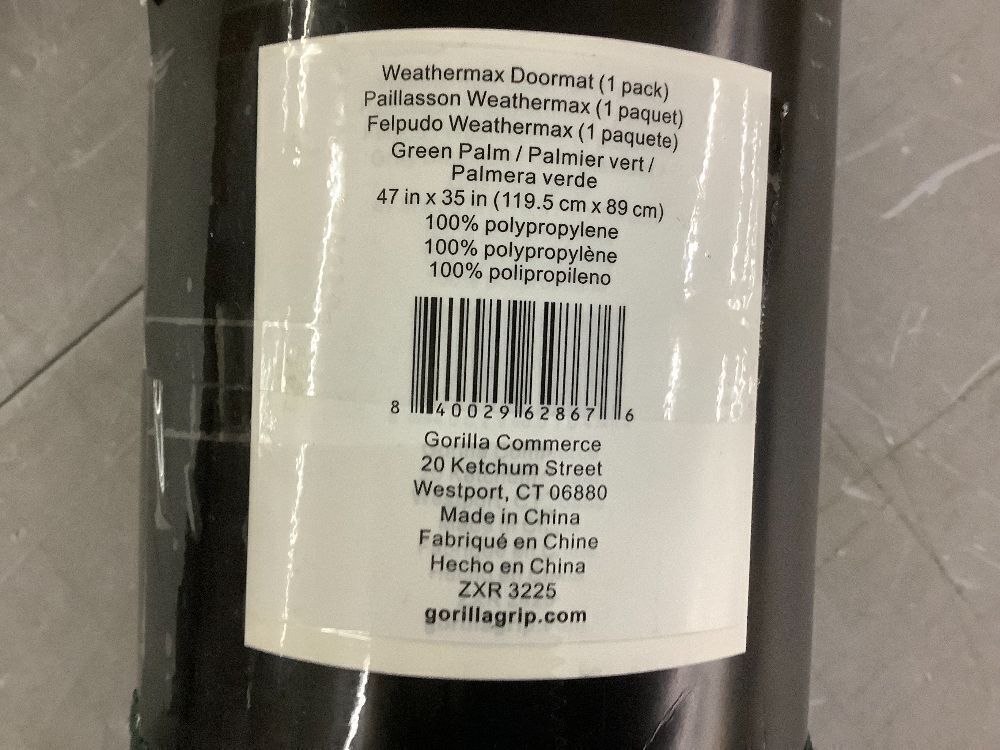 Weathermax Doormat (1 pack)
Paillasson Weathermax (1 paquet)
Felpudo Weathermax (1 paquete)
Green Palm / Palmier vert /
Palmera verde
47 in x 35 in (119.5 cm x 89 cm)
100% polypropylene
100% polypropylène
100% polipropileno
8 40029 62867 6
Gorilla Commerce
20 Ketchum Street
Westport, CT 06880
Made in China
Fabriqué en Chine
Hecho en China
ZXR 3225
gorillagrip.com